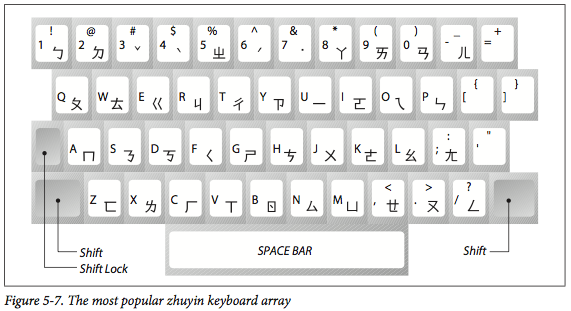 ! @ # $ % ^ & * ( ) _ +
1 ㄅ 2 ㄉ 3 ˇ 4 ˋ 5 ㄓ 6 ˊ 7 ˙ 8 ㄚ 9 ㄞ 0 ㄢ - ㄦ =
{ }
Q ㄆ W ㄊ E ㄍ R ㄐ T ㄔ Y ㄗ U ㄧ I ㄛ O ㄟ P ㄣ [ ]
: "
A ㄇ S ㄋ D ㄎ F ㄑ G ㄕ H ㄘ J ㄨ K ㄜ L ㄠ ; ㄤ '
< > ?
Z ㄈ X ㄌ C ㄏ V ㄒ B ㄖ N ㄙ M ㄩ , ㄝ . ㄡ / ㄥ
SPACE BAR
Shift
Shift
Shift Lock
Figure 5-7. The most popular zhuyin keyboard array